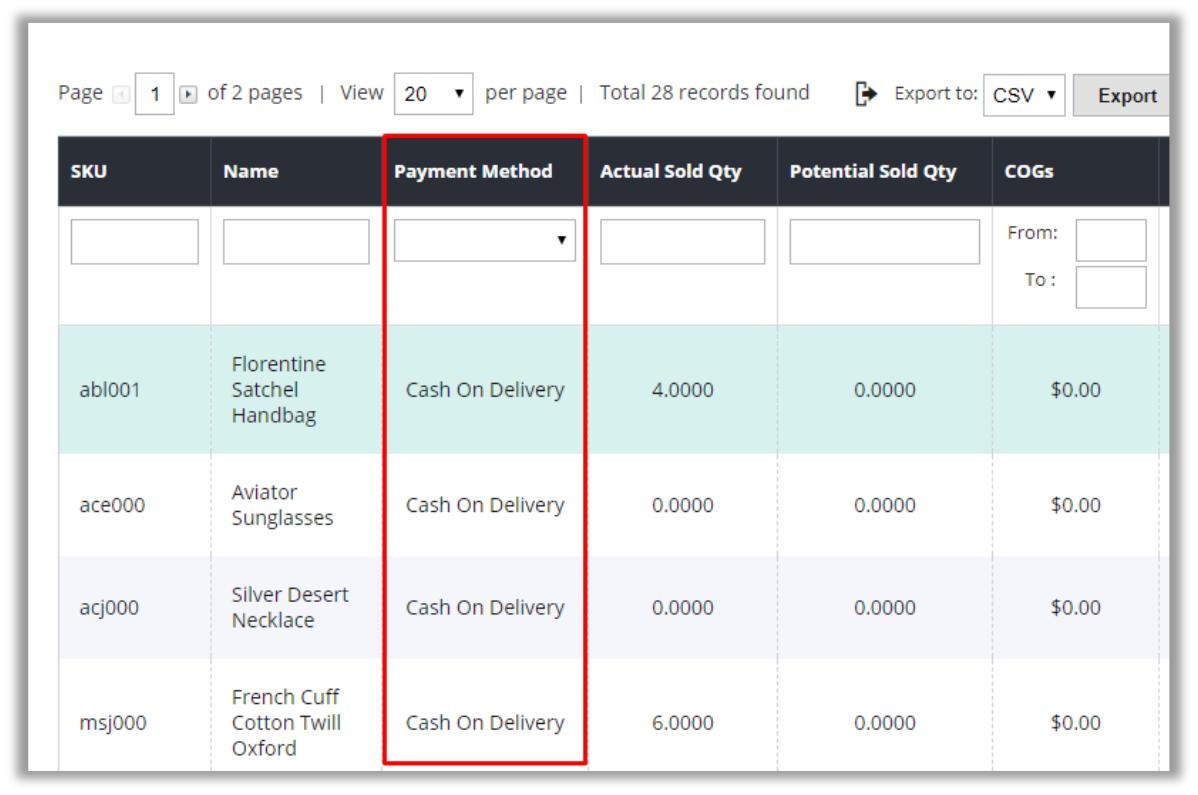 Page 1 of 2 pages | View 20 per page | Total 28 records found Export to: CSV Export
SKU Name Payment Method Actual Sold Qty Potential Sold Qty COGs
From:
To :
Florentine
Satchel
Handbag
abl001 Cash On Delivery 4.0000 0.0000 $0.00
Aviator
Sunglasses
ace000 Cash On Delivery 0.0000 0.0000 $0.00
Silver Desert
Necklace
acj000 Cash On Delivery 0.0000 0.0000 $0.00
French Cuff
Cotton Twill
Oxford
msj000 Cash On Delivery 6.0000 0.0000 $0.00